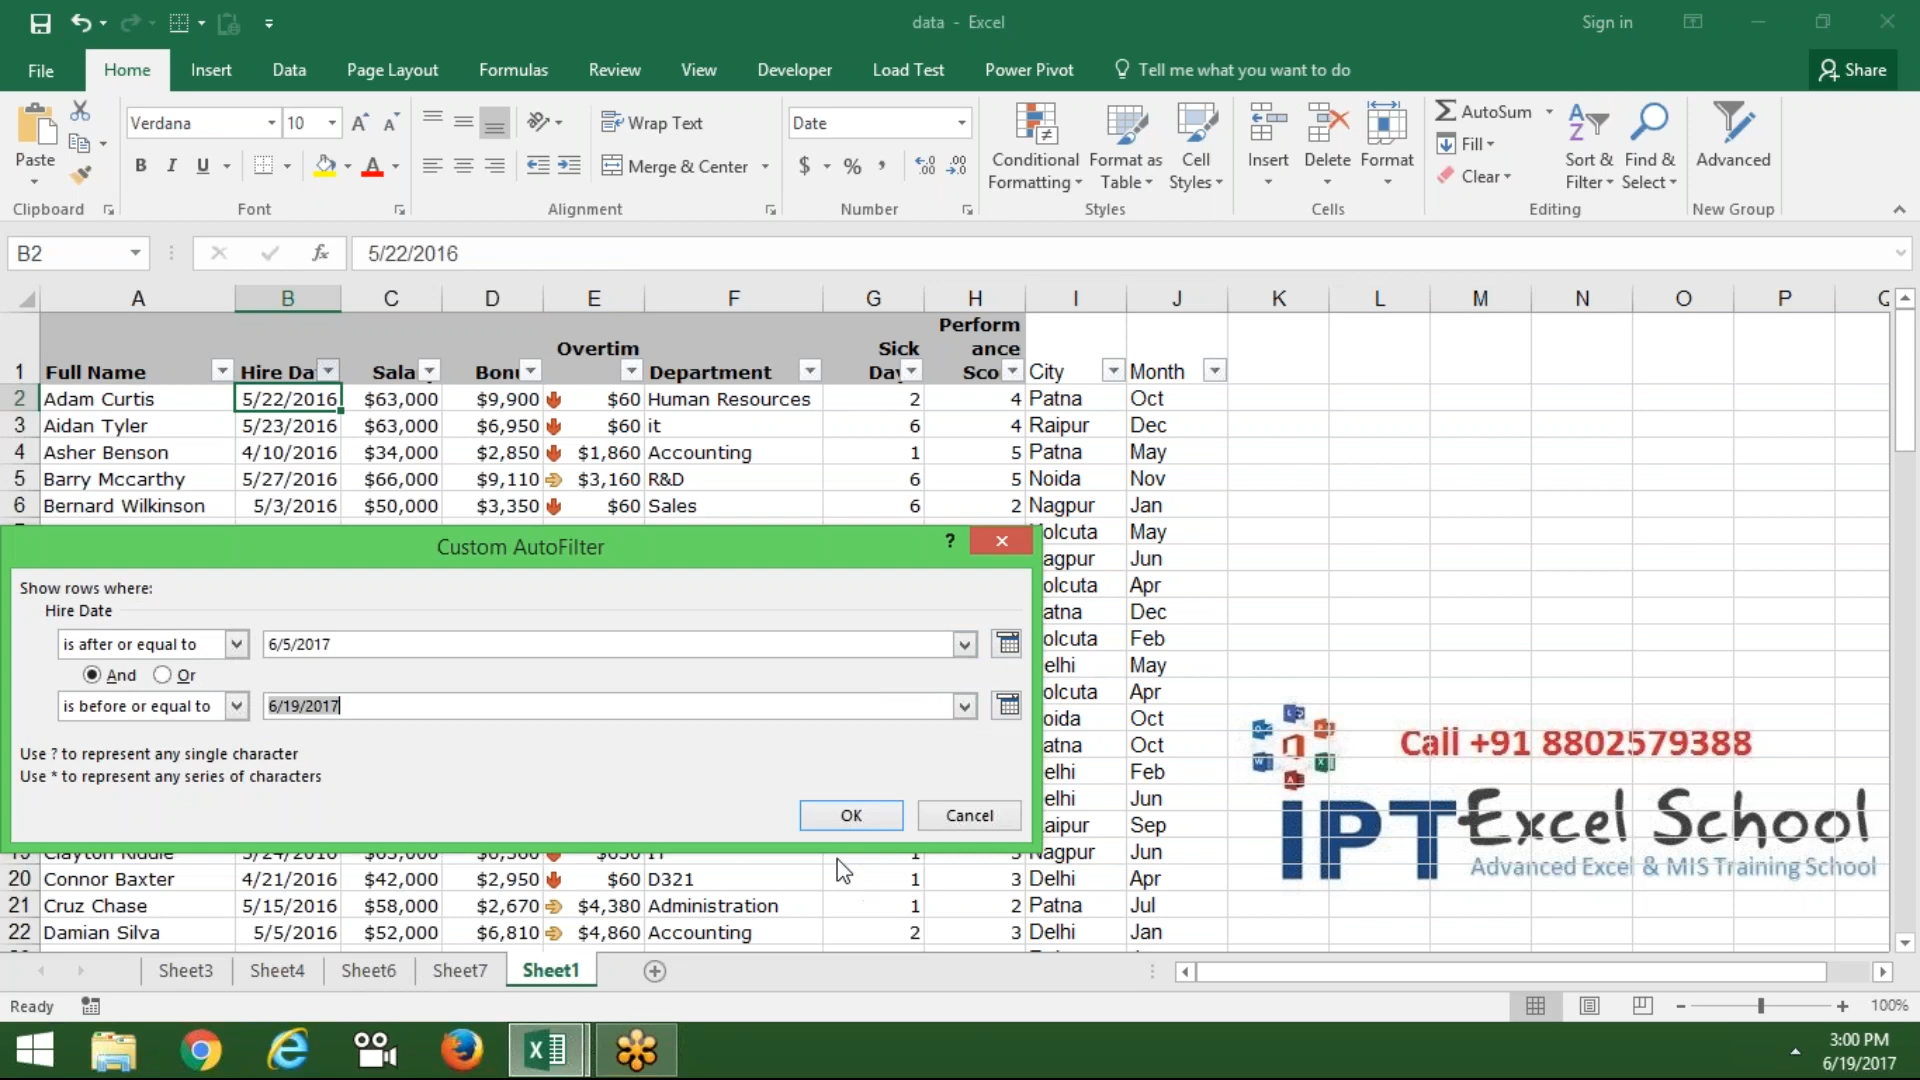 data - Excel
Sign in
File Home Insert Data Page Layout Formulas Review View Developer Load Test Power Pivot Tell me what you want to do Share
Paste
Verdana 10
B I U A
Wrap Text
Merge & Center
Date
$ % ,
Conditional Formatting
Format as Table
Cell Styles
Insert Delete Format
AutoSum
Fill
Clear
Sort & Filter
Find & Select
Advanced
Clipboard Font Alignment Number Styles Cells Editing New Group
B2 fx 5/22/2016
A B C D E F G H I J K L M N O P
1 Full Name Hire Da Sala Bon Overtim Department Sick Da Perform ance Sco City Month
2 Adam Curtis 5/22/2016 $63,000 $9,900 $60 Human Resources 2 4 Patna Oct
3 Aidan Tyler 5/23/2016 $63,000 $6,950 $60 it 6 4 Raipur Dec
4 Asher Benson 4/10/2016 $34,000 $2,850 $1,860 Accounting 1 5 Patna May
5 Barry Mccarthy 5/27/2016 $66,000 $9,110 $3,160 R&D 6 5 Noida Nov
6 Bernard Wilkinson 5/3/2016 $50,000 $3,350 $60 Sales 6 2 Nagpur Jan
Custom AutoFilter ?
Show rows where:
Hire Date
is after or equal to 6/5/2017
And Or
is before or equal to 6/19/2017
Use ? to represent any single character
Use * to represent any series of characters
OK Cancel
olcuta May
agpur Jun
olcuta Apr
atna Dec
olcuta Feb
elhi May
olcuta Apr
oida Oct
atna Oct
elhi Feb
elhi Jun
aipur Sep
Nagpur Jun
20 Connor Baxter 4/21/2016 $42,000 $2,950 $60 D321 1 3 Delhi Apr
21 Cruz Chase 5/15/2016 $58,000 $2,670 $4,380 Administration 1 2 Patna Jul
22 Damian Silva 5/5/2016 $52,000 $6,810 $4,860 Accounting 2 3 Delhi Jan
Call +91 8802579388
IPT Excel School
Advanced Excel & MIS Training School
Sheet3 Sheet4 Sheet6 Sheet7 Sheet1
Ready 100%
3:00 PM
6/19/2017